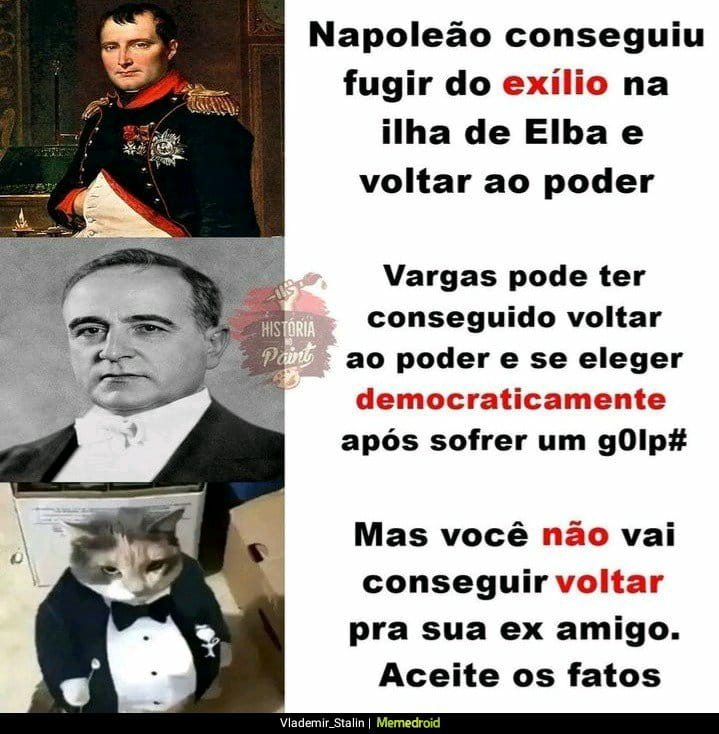 Napoleão conseguiu
fugir do exílio na
ilha de Elba e
voltar ao poder
Vargas pode ter
conseguido voltar
ao poder e se eleger
democraticamente
após sofrer um g0lp#
HISTÓRIA
NO
Paint
Mas você não vai
conseguir voltar
pra sua ex amigo.
Aceite os fatos
Vlademir_Stalin | Memedroid